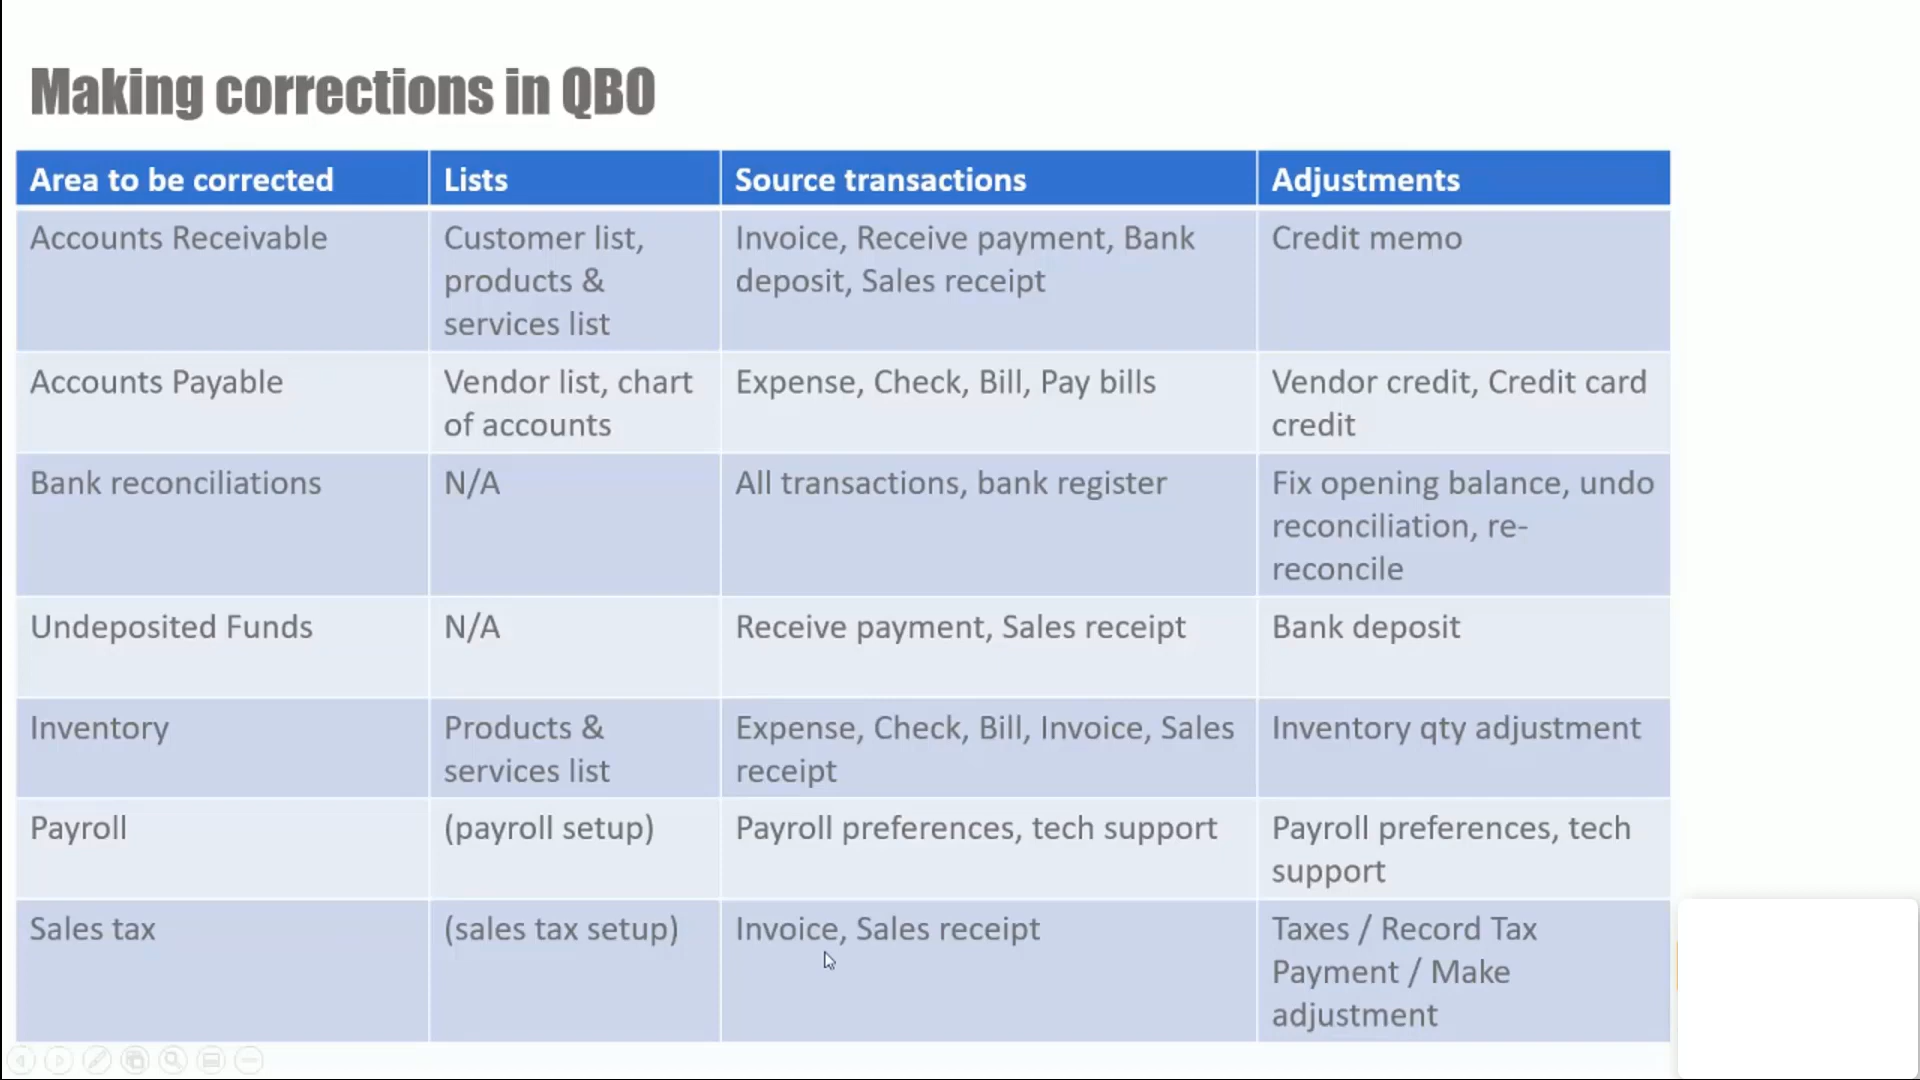 Making corrections in QBO
Area to be corrected
Lists
Source transactions
Adjustments
Accounts Receivable
Customer list,
products &
services list
Invoice, Receive payment, Bank
deposit, Sales receipt
Credit memo
Accounts Payable
Vendor list, chart
of accounts
Expense, Check, Bill, Pay bills
Vendor credit, Credit card
credit
Bank reconciliations
N/A
All transactions, bank register
Fix opening balance, undo
reconciliation, re-
reconcile
Undeposited Funds
N/A
Receive payment, Sales receipt
Bank deposit
Inventory
Products &
services list
Expense, Check, Bill, Invoice, Sales
receipt
Inventory qty adjustment
Payroll
(payroll setup)
Payroll preferences, tech support
Payroll preferences, tech
support
Sales tax
(sales tax setup)
Invoice, Sales receipt
Taxes / Record Tax
Payment / Make
adjustment